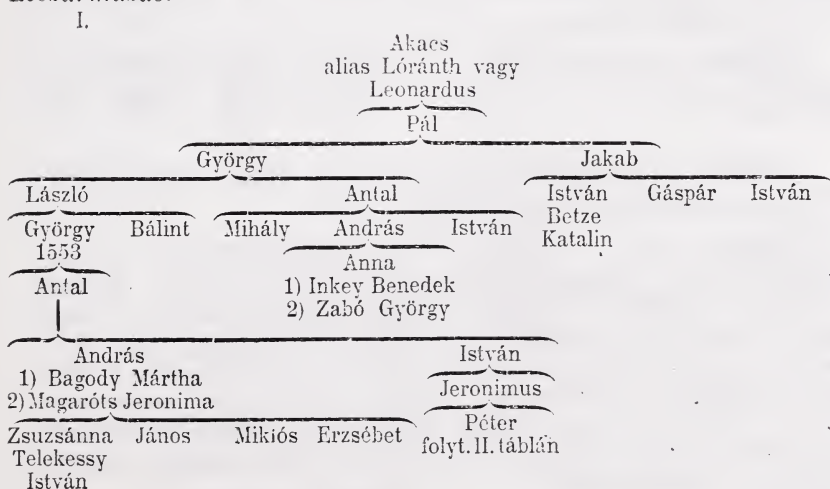 I.
Akacs
alias Lóránth vagy
Leonardus
Pál
György Jakab
László Antal István Gáspár István
Betze
Katalin
György Bálint Mihály András István
1553
Antal Anna
1) Inkey Benedek
2) Zabó György
András István
1) Bagody Mártha Jeronimus
2) Magaróts Jeronima
Zsuzsánna János Mikiós Erzsébet Péter
Telekessy folyt. II. táblán
István